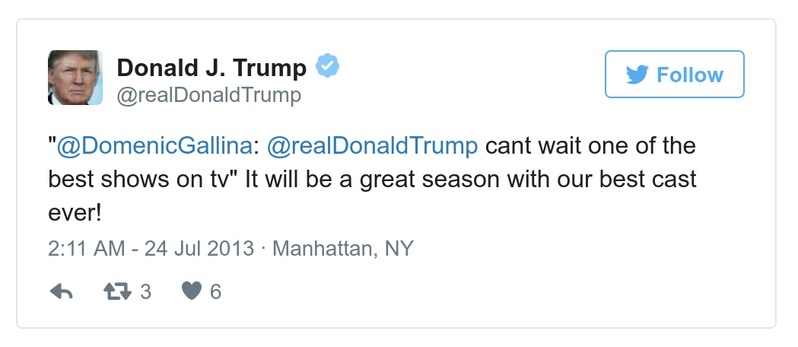 Donald J. Trump
@realDonaldTrump
Follow
"@DomenicGallina: @realDonaldTrump cant wait one of the
best shows on tv" It will be a great season with our best cast
ever!
2:11 AM - 24 Jul 2013 · Manhattan, NY
3 6